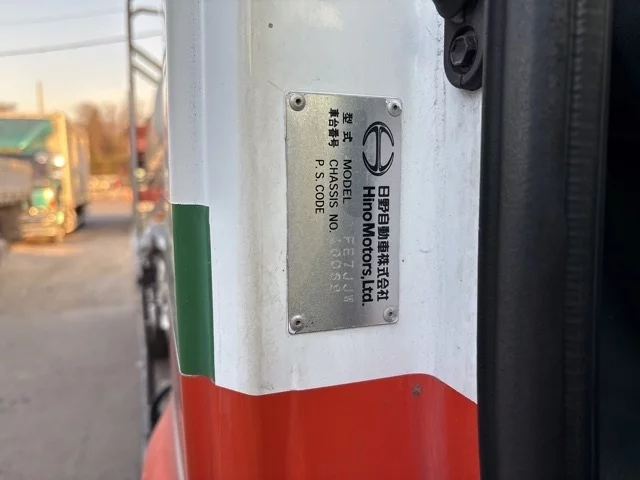 日野自動車株式会社
HinoMotors,Ltd.
型式 MODEL FE7JJW
車台番号 CHASSIS NO.
P. S. CODE